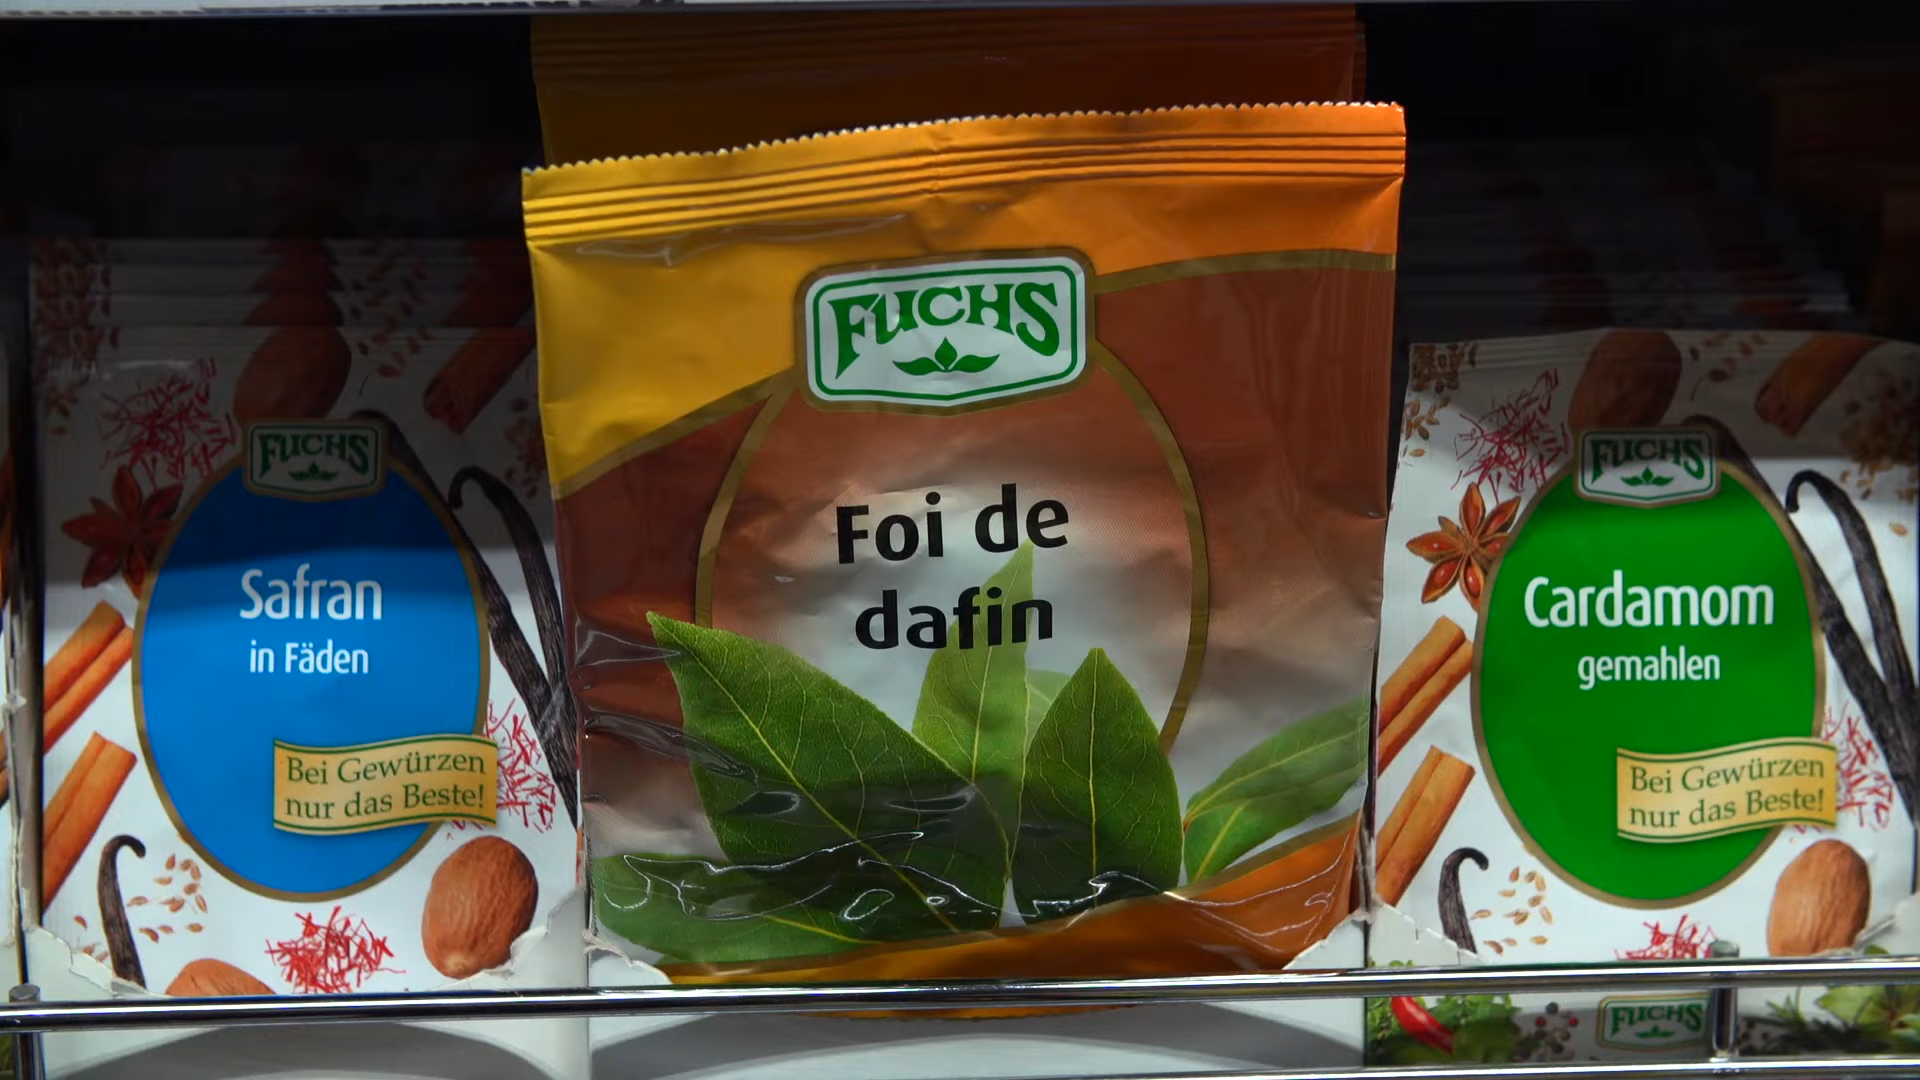 FUCHS
Safran
in Fäden
Bei Gewürzen
nur das Beste!
FUCHS
Foi de
dafin
FUCHS
Cardamom
gemahlen
Bei Gewürzen
nur das Beste!
FUCHS